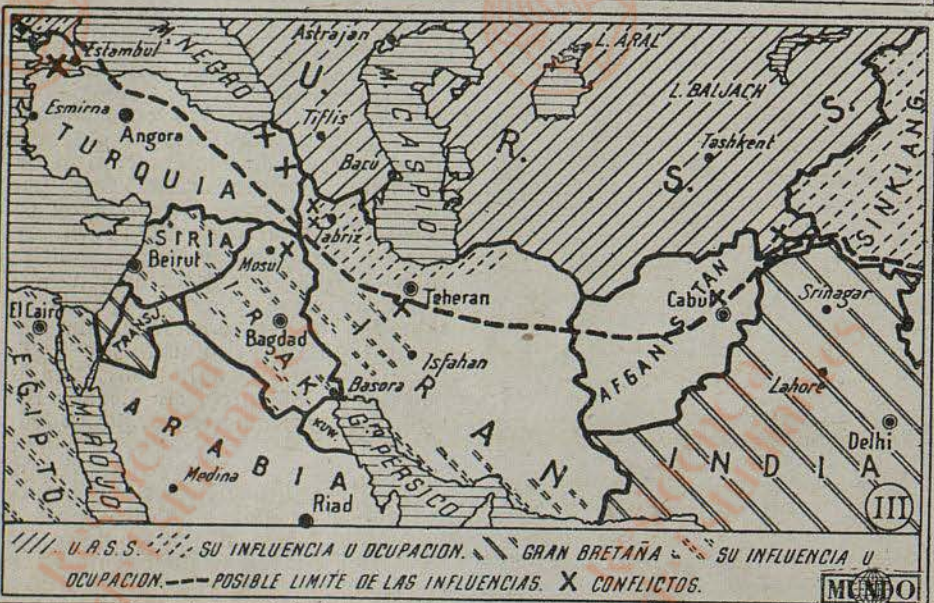 Astrajan
L. ARAL
Estambul
M. NEGRO
U.
L. BALJACH
S.
Esmirna
Angora
Tiflis
M. CASPIO
R.
Tashkent
SINKIANG
TURQUIA
Bacu
S.
SIRIA
Tabriz
Beirut
Mosul
Teheran
Cabul
Srinagar
El Cairo
TRANSJ.
IRAK
Bagdad
AFGANISTAN
Isfahan
EGIPTO
Basora
IRAN
Lahore
M. ROJO
KUW.
ARABIA
G. PERSICO
Delhi
INDIA
Medina
Riad
III
U.R.S.S. SU INFLUENCIA U OCUPACION. GRAN BRETAÑA SU INFLUENCIA U
OCUPACION. POSIBLE LIMITE DE LAS INFLUENCIAS. X CONFLICTOS.
MUNDO